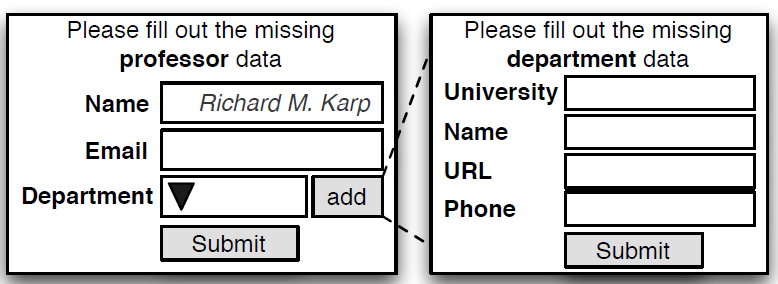 Please fill out the missing
professor data
Name Richard M. Karp
Email
Department add
Submit
Please fill out the missing
department data
University
Name
URL
Phone
Submit